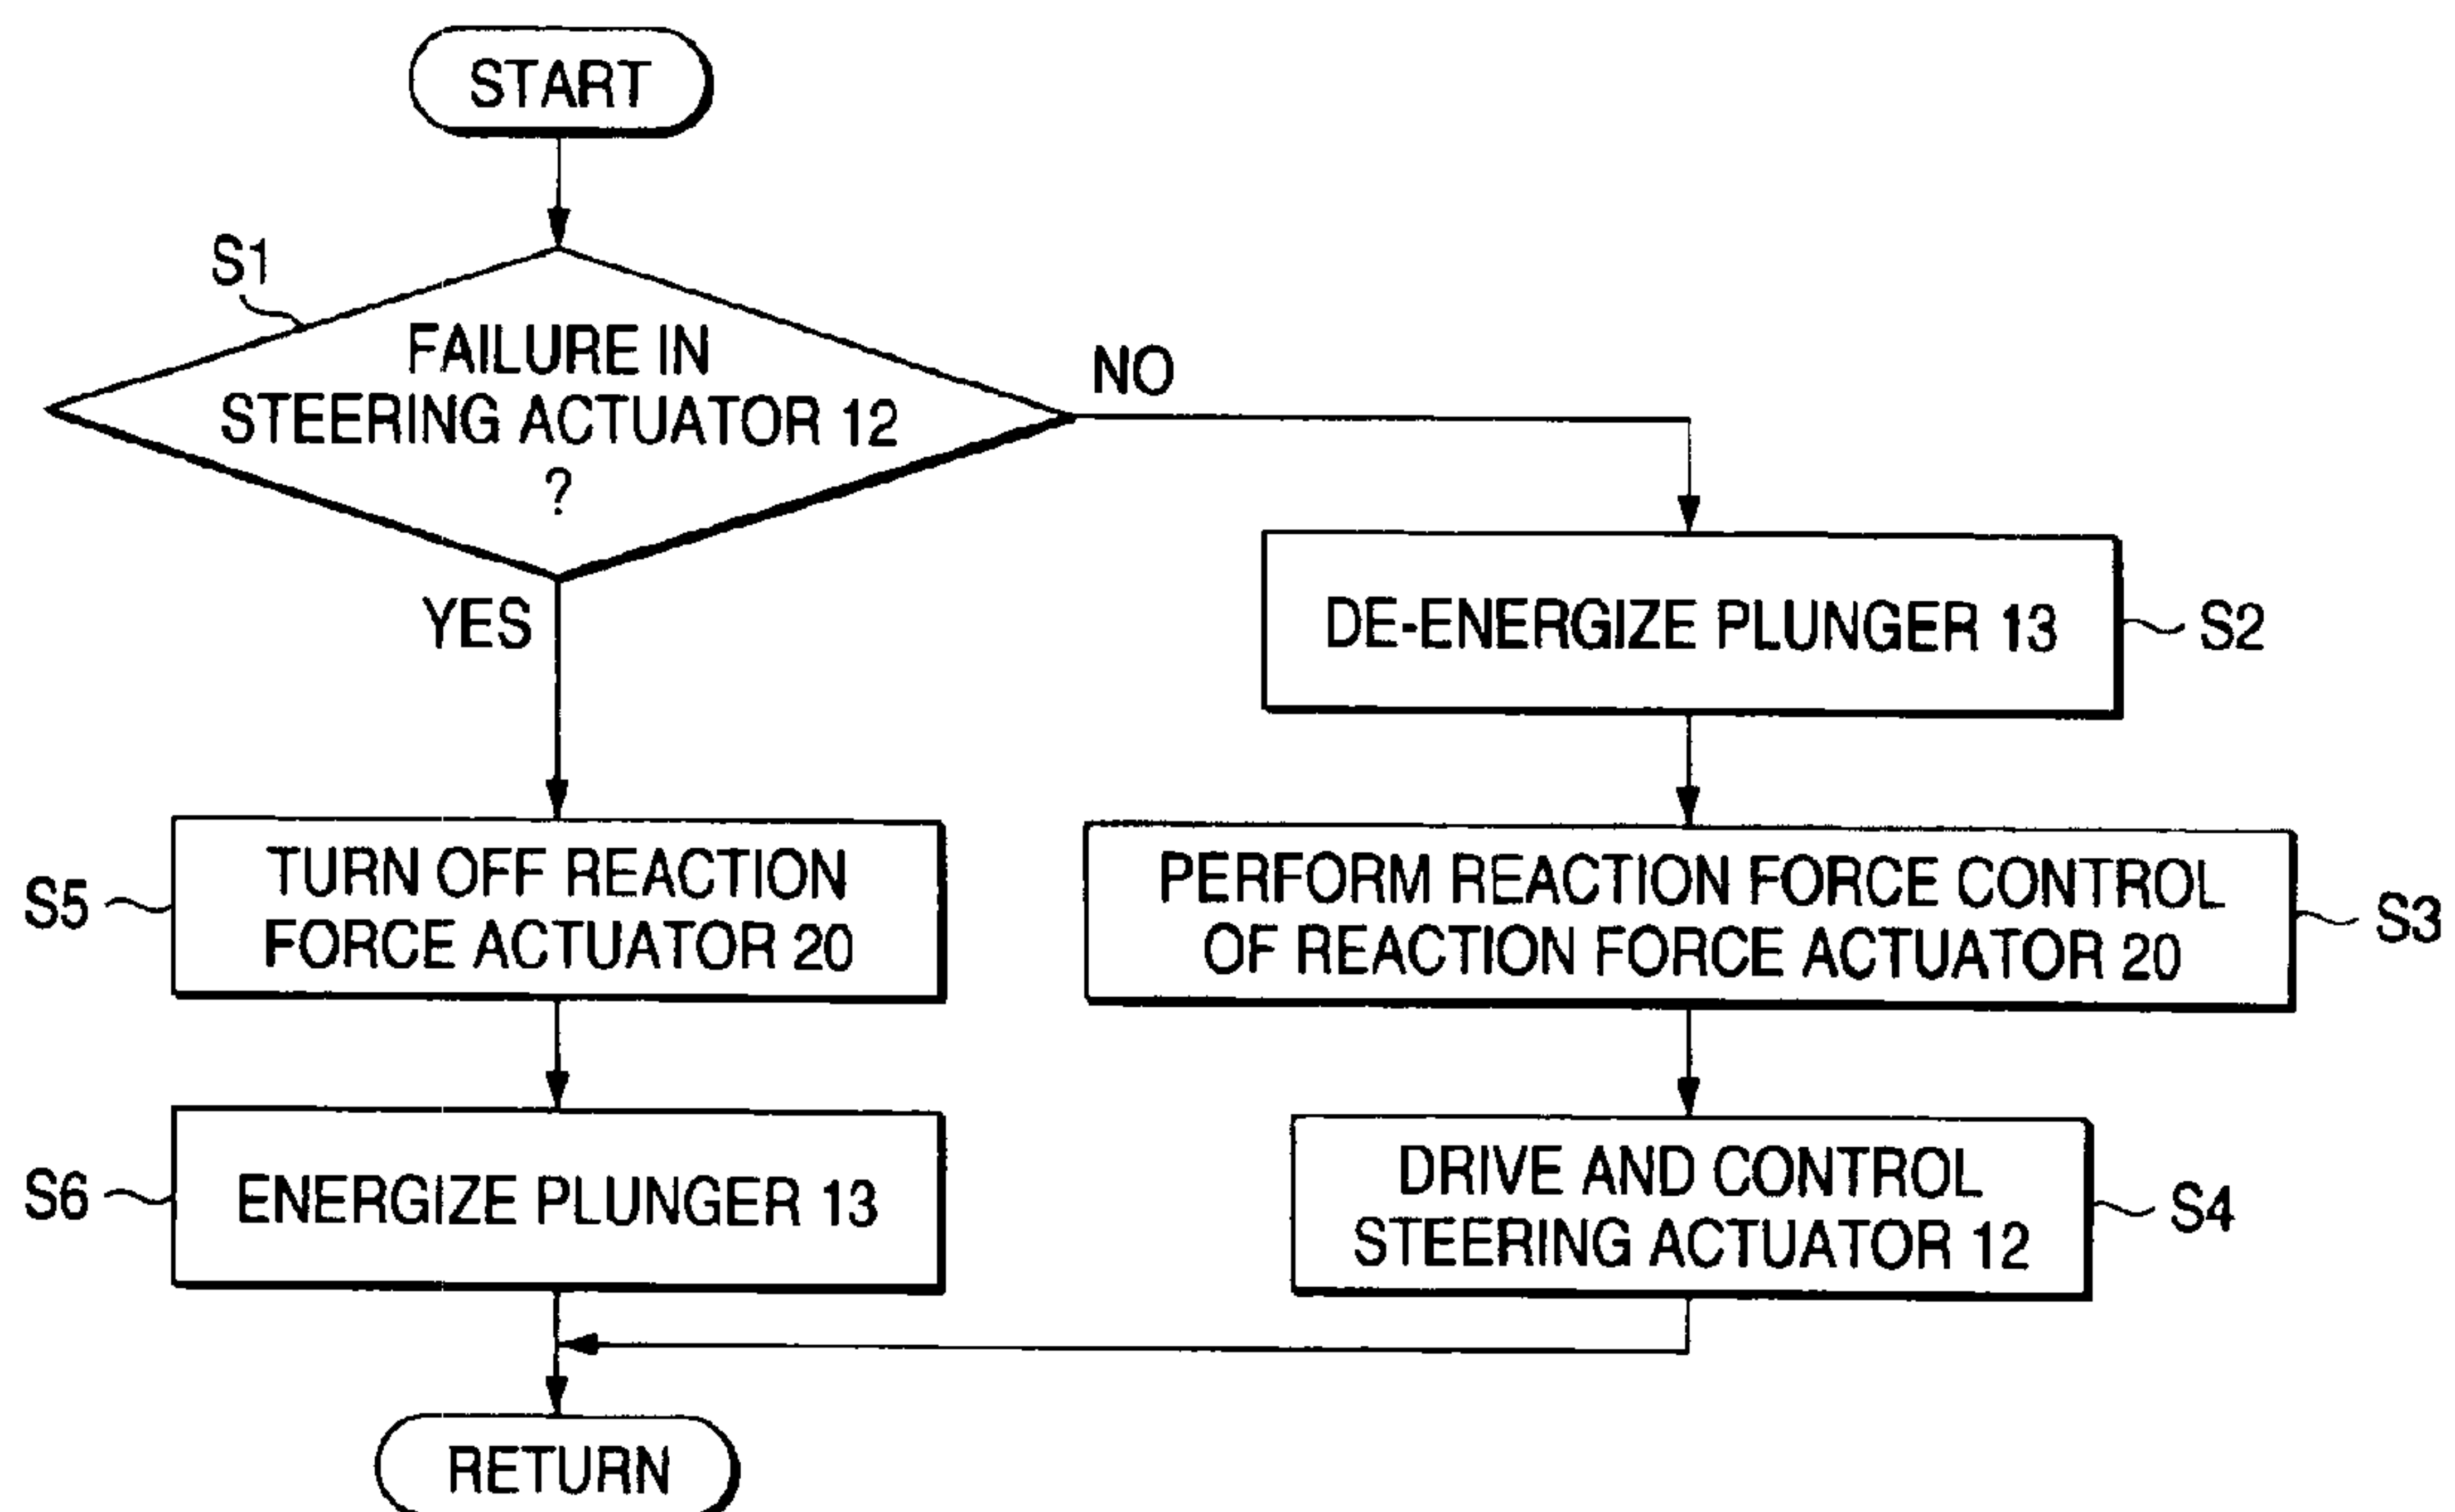 START
S1
FAILURE IN
STEERING ACTUATOR 12
?
NO
YES
DE-ENERGIZE PLUNGER 13
S2
S5
TURN OFF REACTION
FORCE ACTUATOR 20
PERFORM REACTION FORCE CONTROL
OF REACTION FORCE ACTUATOR 20
S3
S6
ENERGIZE PLUNGER 13
DRIVE AND CONTROL
STEERING ACTUATOR 12
S4
RETURN